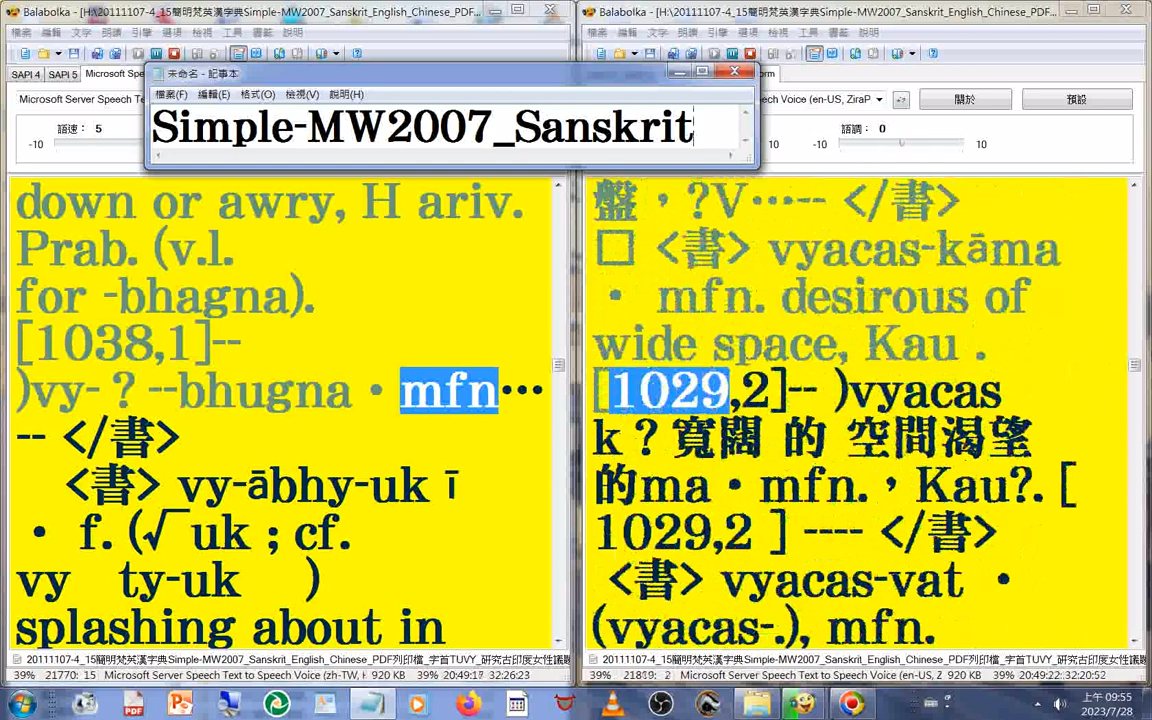 Balabolka - [H:\20111107-4_15簡明梵英漢字典Simple-MW2007_Sanskrit_English_Chinese_PDF...
檔案 編輯 文字 朗讀 引擎 選項 檢視 工具 書籤 說明
SAPI 4 SAPI 5 Microsoft Sp
Microsoft Server Speech Text
語速: 5
-10
down or awry, H ariv.
Prab. (v.l.
for -bhagna).
[1038,1]--
)vy- ? --bhugna・mfn…
-- </書>
<書> vy-ābhy-uk ī
・ f. (√ uk ; cf.
vy ty-uk )
splashing about in
20111107-4_15簡明梵英漢字典Simple-MW2007_Sanskrit_English_Chinese_PDF列印檔_字首TUVY_研究古印度女性議題
39% 21770: 15 Microsoft Server Speech Text to Speech Voice (zh-TW, H 920 KB 20:49:17 32:26:23
未命名 - 記事本
檔案(F) 編輯(E) 格式(O) 檢視(V) 說明(H)
Simple-MW2007_Sanskrit
Balabolka - [H:\20111107-4_15簡明梵英漢字典Simple-MW2007_Sanskrit_English_Chinese_PDF...
檔案 編輯 文字 朗讀 引擎 選項 檢視 工具 書籤 說明
orm
ech Voice (en-US, ZiraP
關於
預設
語調: 0
10 -10 10
盤，?V…-- </書>
□ <書> vyacas-kāma
・ mfn. desirous of
wide space, Kau .
[1029,2]-- )vyacas
k？寬闊 的 空間渴望
的ma・mfn.，Kau?. [
1029,2 ] ---- </書>
<書> vyacas-vat ・
(vyacas-.), mfn.
20111107-4_15簡明梵英漢字典Simple-MW2007_Sanskrit_English_Chinese_PDF列印檔_字首TUVY_研究古印度女性議題
39% 21819: 2 Microsoft Server Speech Text to Speech Voice (en-US, Z 920 KB 39% 20:49:22 32:20:52
上午 09:55
2023/7/28